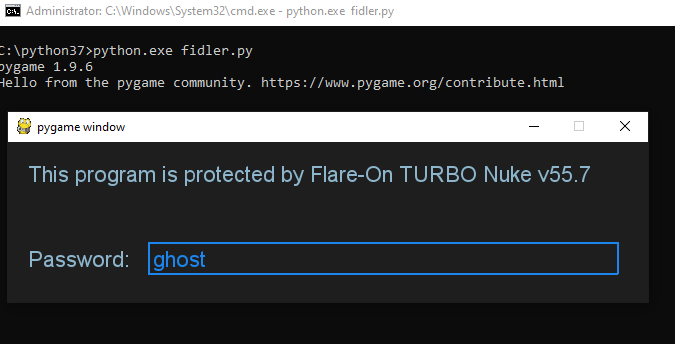 Administrator: C:\Windows\System32\cmd.exe - python.exe  fidler.py
C:\python37>python.exe fidler.py
pygame 1.9.6
Hello from the pygame community. https://www.pygame.org/contribute.html
pygame window
This program is protected by Flare-On TURBO Nuke v55.7
Password: ghost